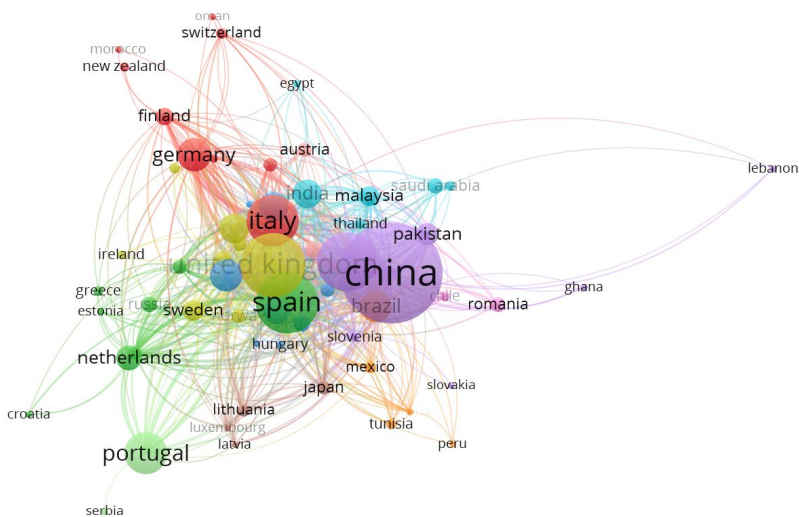 oman
switzerland
morocco
new zealand
egypt
finland
austria
germany
lebanon
india
malaysia
saudi arabia
italy
thailand
pakistan
ireland
united kingdom
china
greece
ghana
estonia
russia
sweden
norway
spain
brazil
chile
romania
hungary
slovenia
netherlands
mexico
japan
slovakia
croatia
lithuania
luxembourg
tunisia
latvia
peru
portugal
serbia